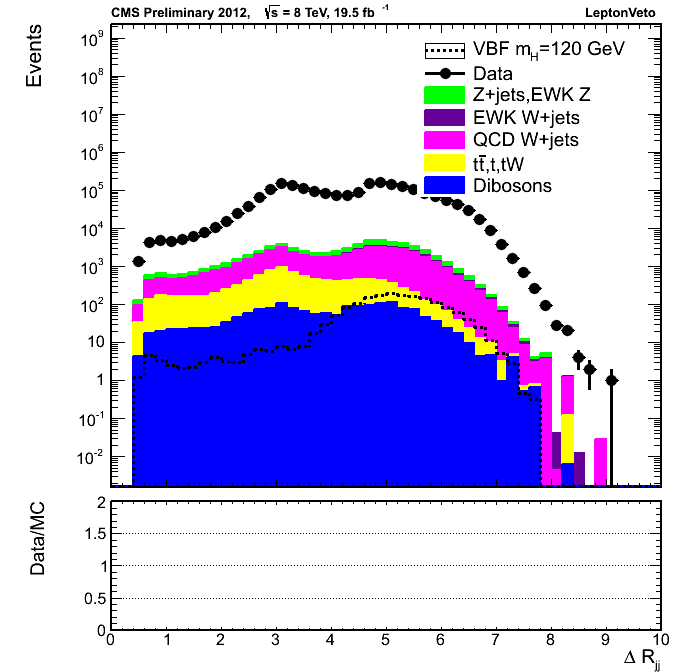 CMS Preliminary 2012, √s = 8 TeV, 19.5 fb⁻¹ LeptonVeto
Events
10⁹
10⁸
10⁷
10⁶
10⁵
10⁴
10³
10²
10
1
10⁻¹
10⁻²
VBF m_H=120 GeV
Data
Z+jets,EWK Z
EWK W+jets
QCD W+jets
tt̄,t,tW
Dibosons
Data/MC
2
1.5
1
0.5
0
0 1 2 3 4 5 6 7 8 9 10
Δ R_jj